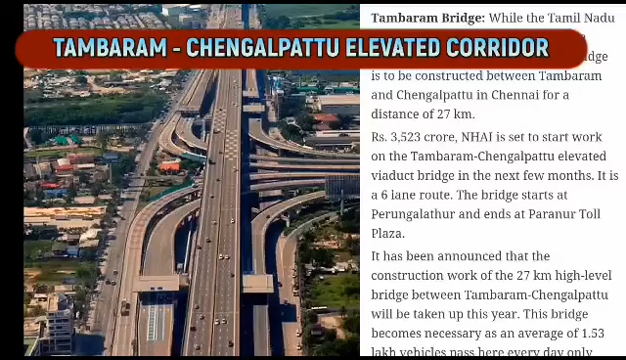 TAMBARAM - CHENGALPATTU ELEVATED CORRIDOR
Tambaram Bridge: While the Tamil Nadu
is to be constructed between Tambaram
and Chengalpattu in Chennai for a
distance of 27 km.
Rs. 3,523 crore, NHAI is set to start work
on the Tambaram-Chengalpattu elevated
viaduct bridge in the next few months. It is
a 6 lane route. The bridge starts at
Perungalathur and ends at Paranur Toll
Plaza.
It has been announced that the
construction work of the 27 km high-level
bridge between Tambaram-Chengalpattu
will be taken up this year. This bridge
becomes necessary as an average of 1.53
lakh vehicles pass here every day only